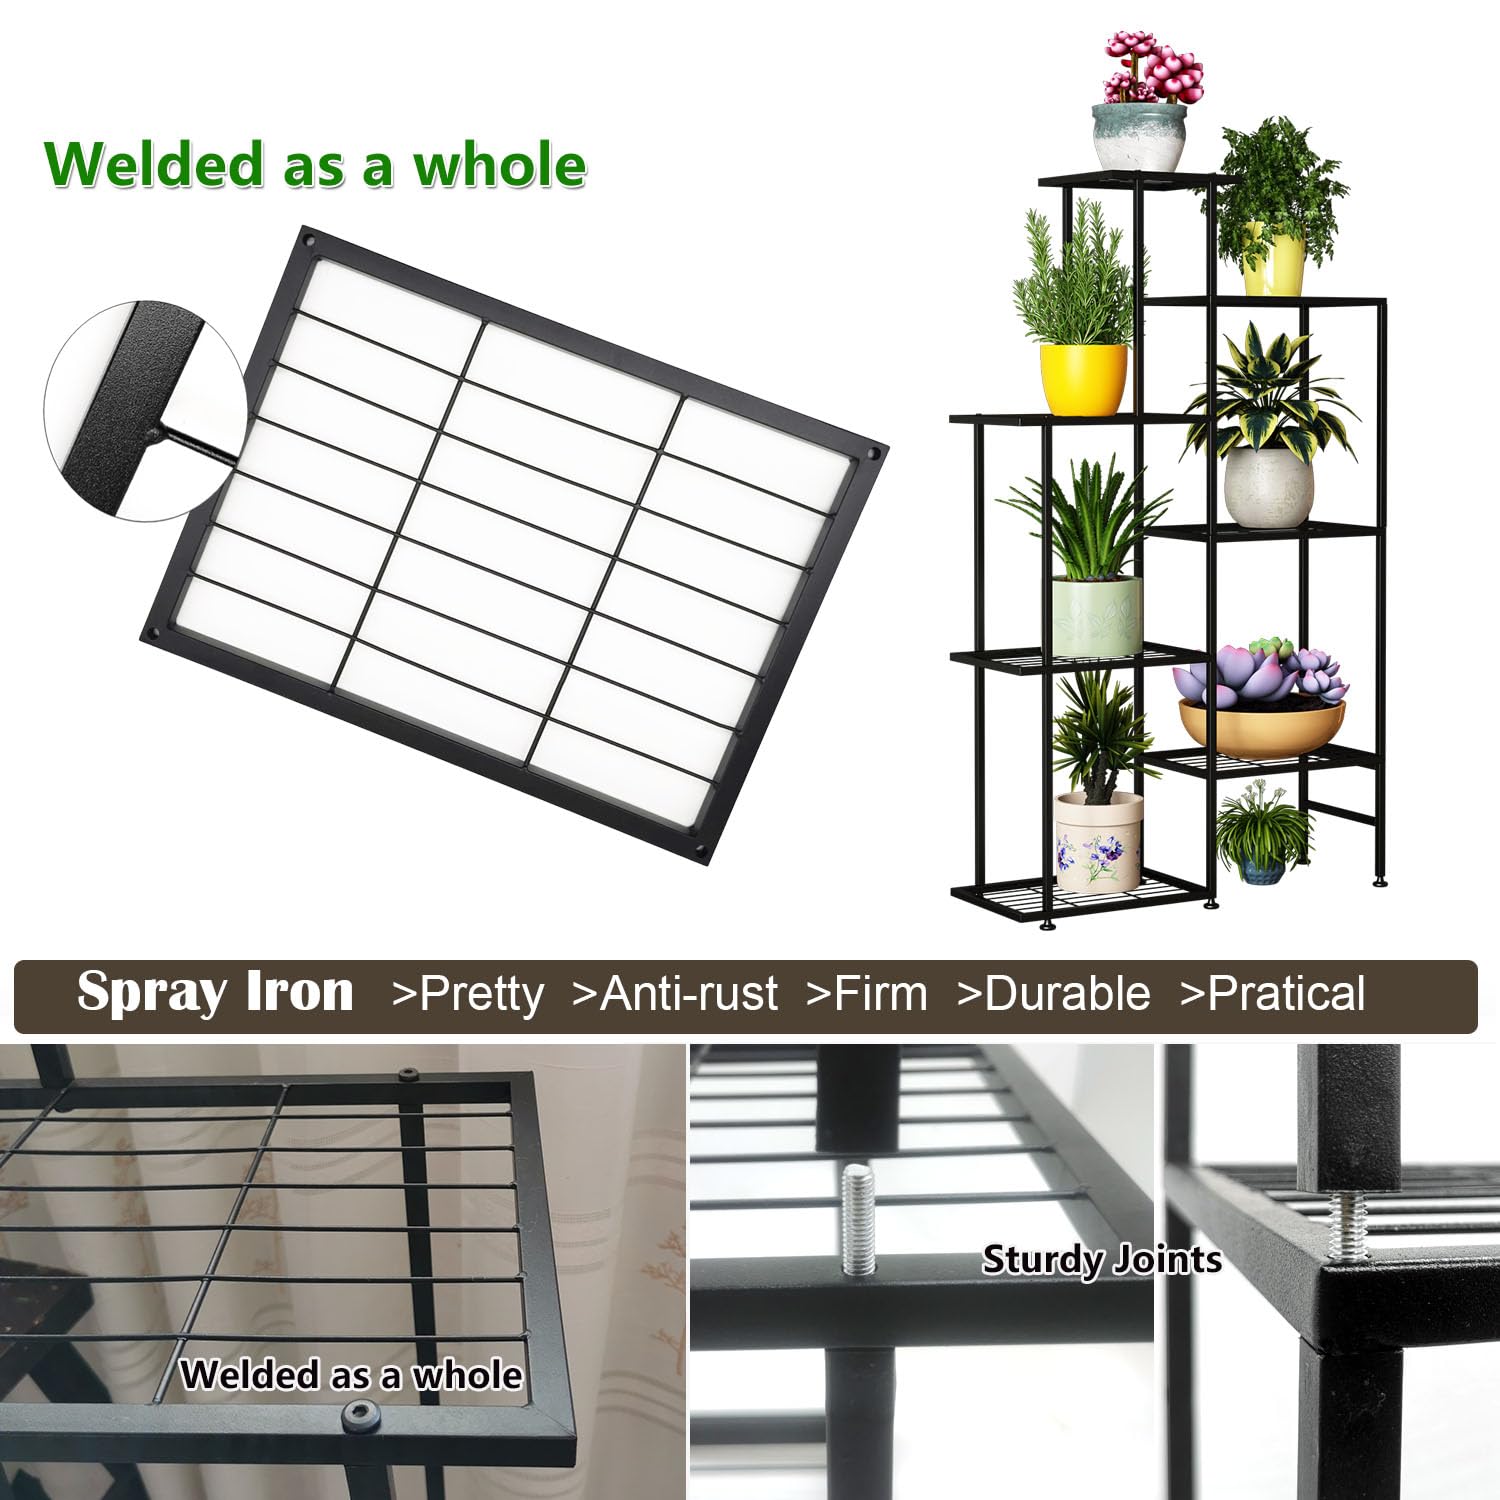 Welded as a whole
Spray Iron >Pretty >Anti-rust >Firm >Durable >Pratical
Welded as a whole
Sturdy Joints